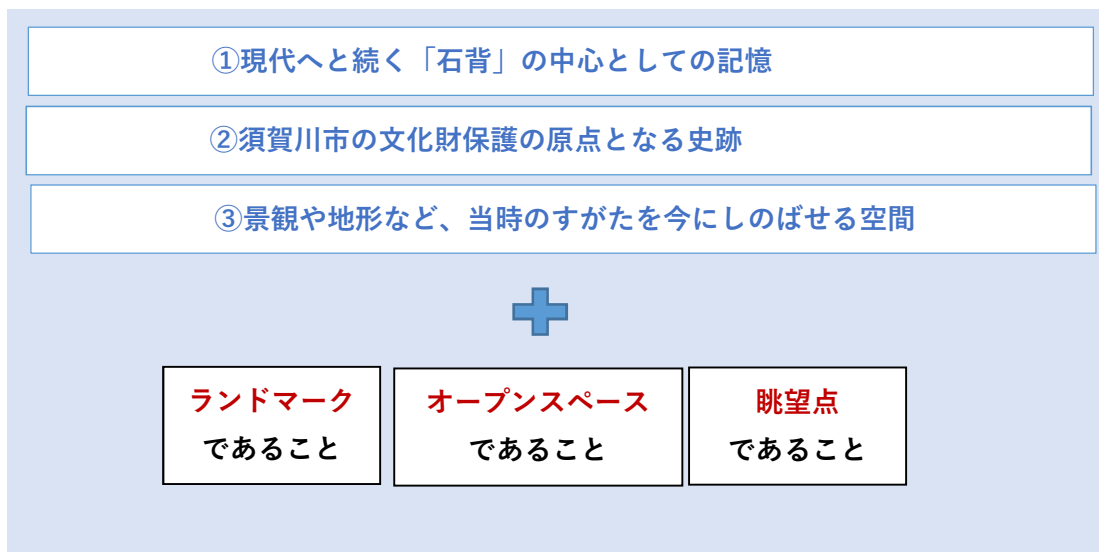 ①現代へと続く「石背」の中心としての記憶
②須賀川市の文化財保護の原点となる史跡
③景観や地形など、当時のすがたを今にしのばせる空間
ランドマーク
であること
オープンスペース
であること
眺望点
であること